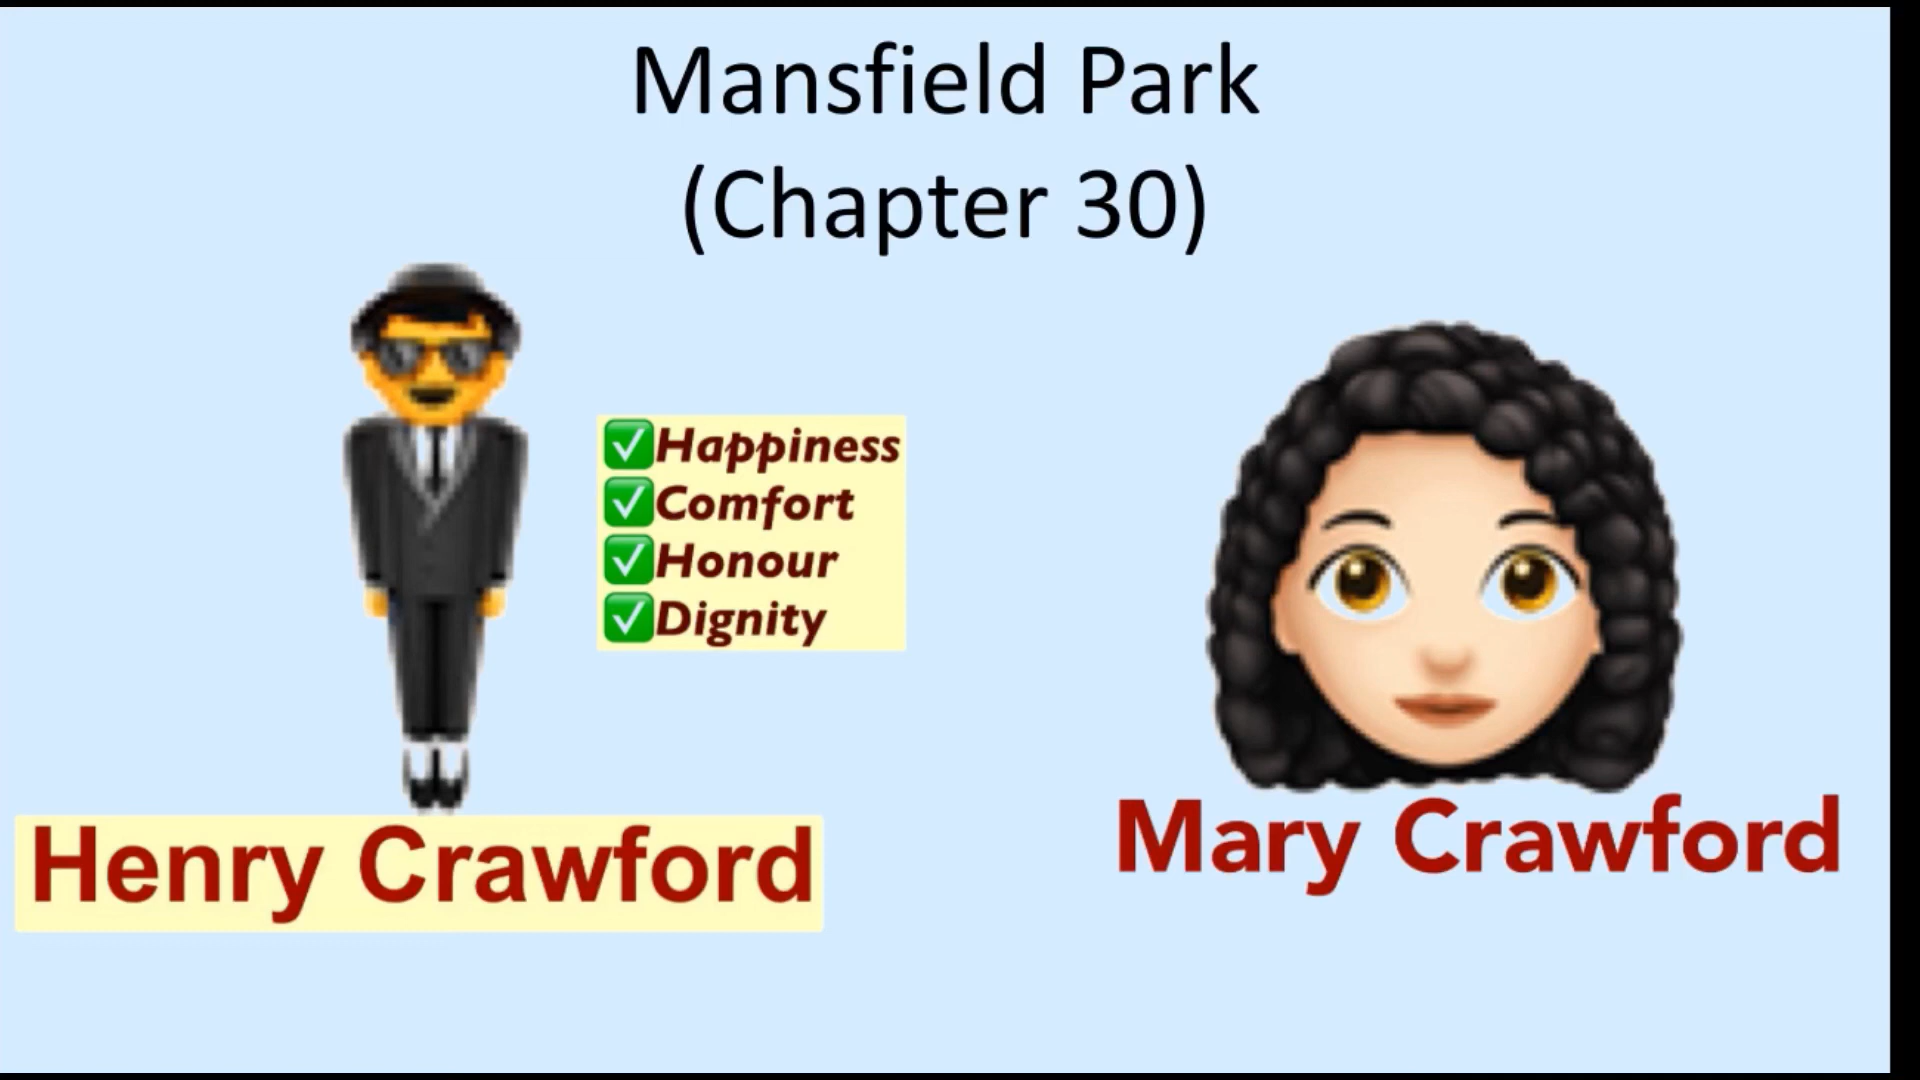 Mansfield Park
(Chapter 30)
Happiness
Comfort
Honour
Dignity
Henry Crawford
Mary Crawford